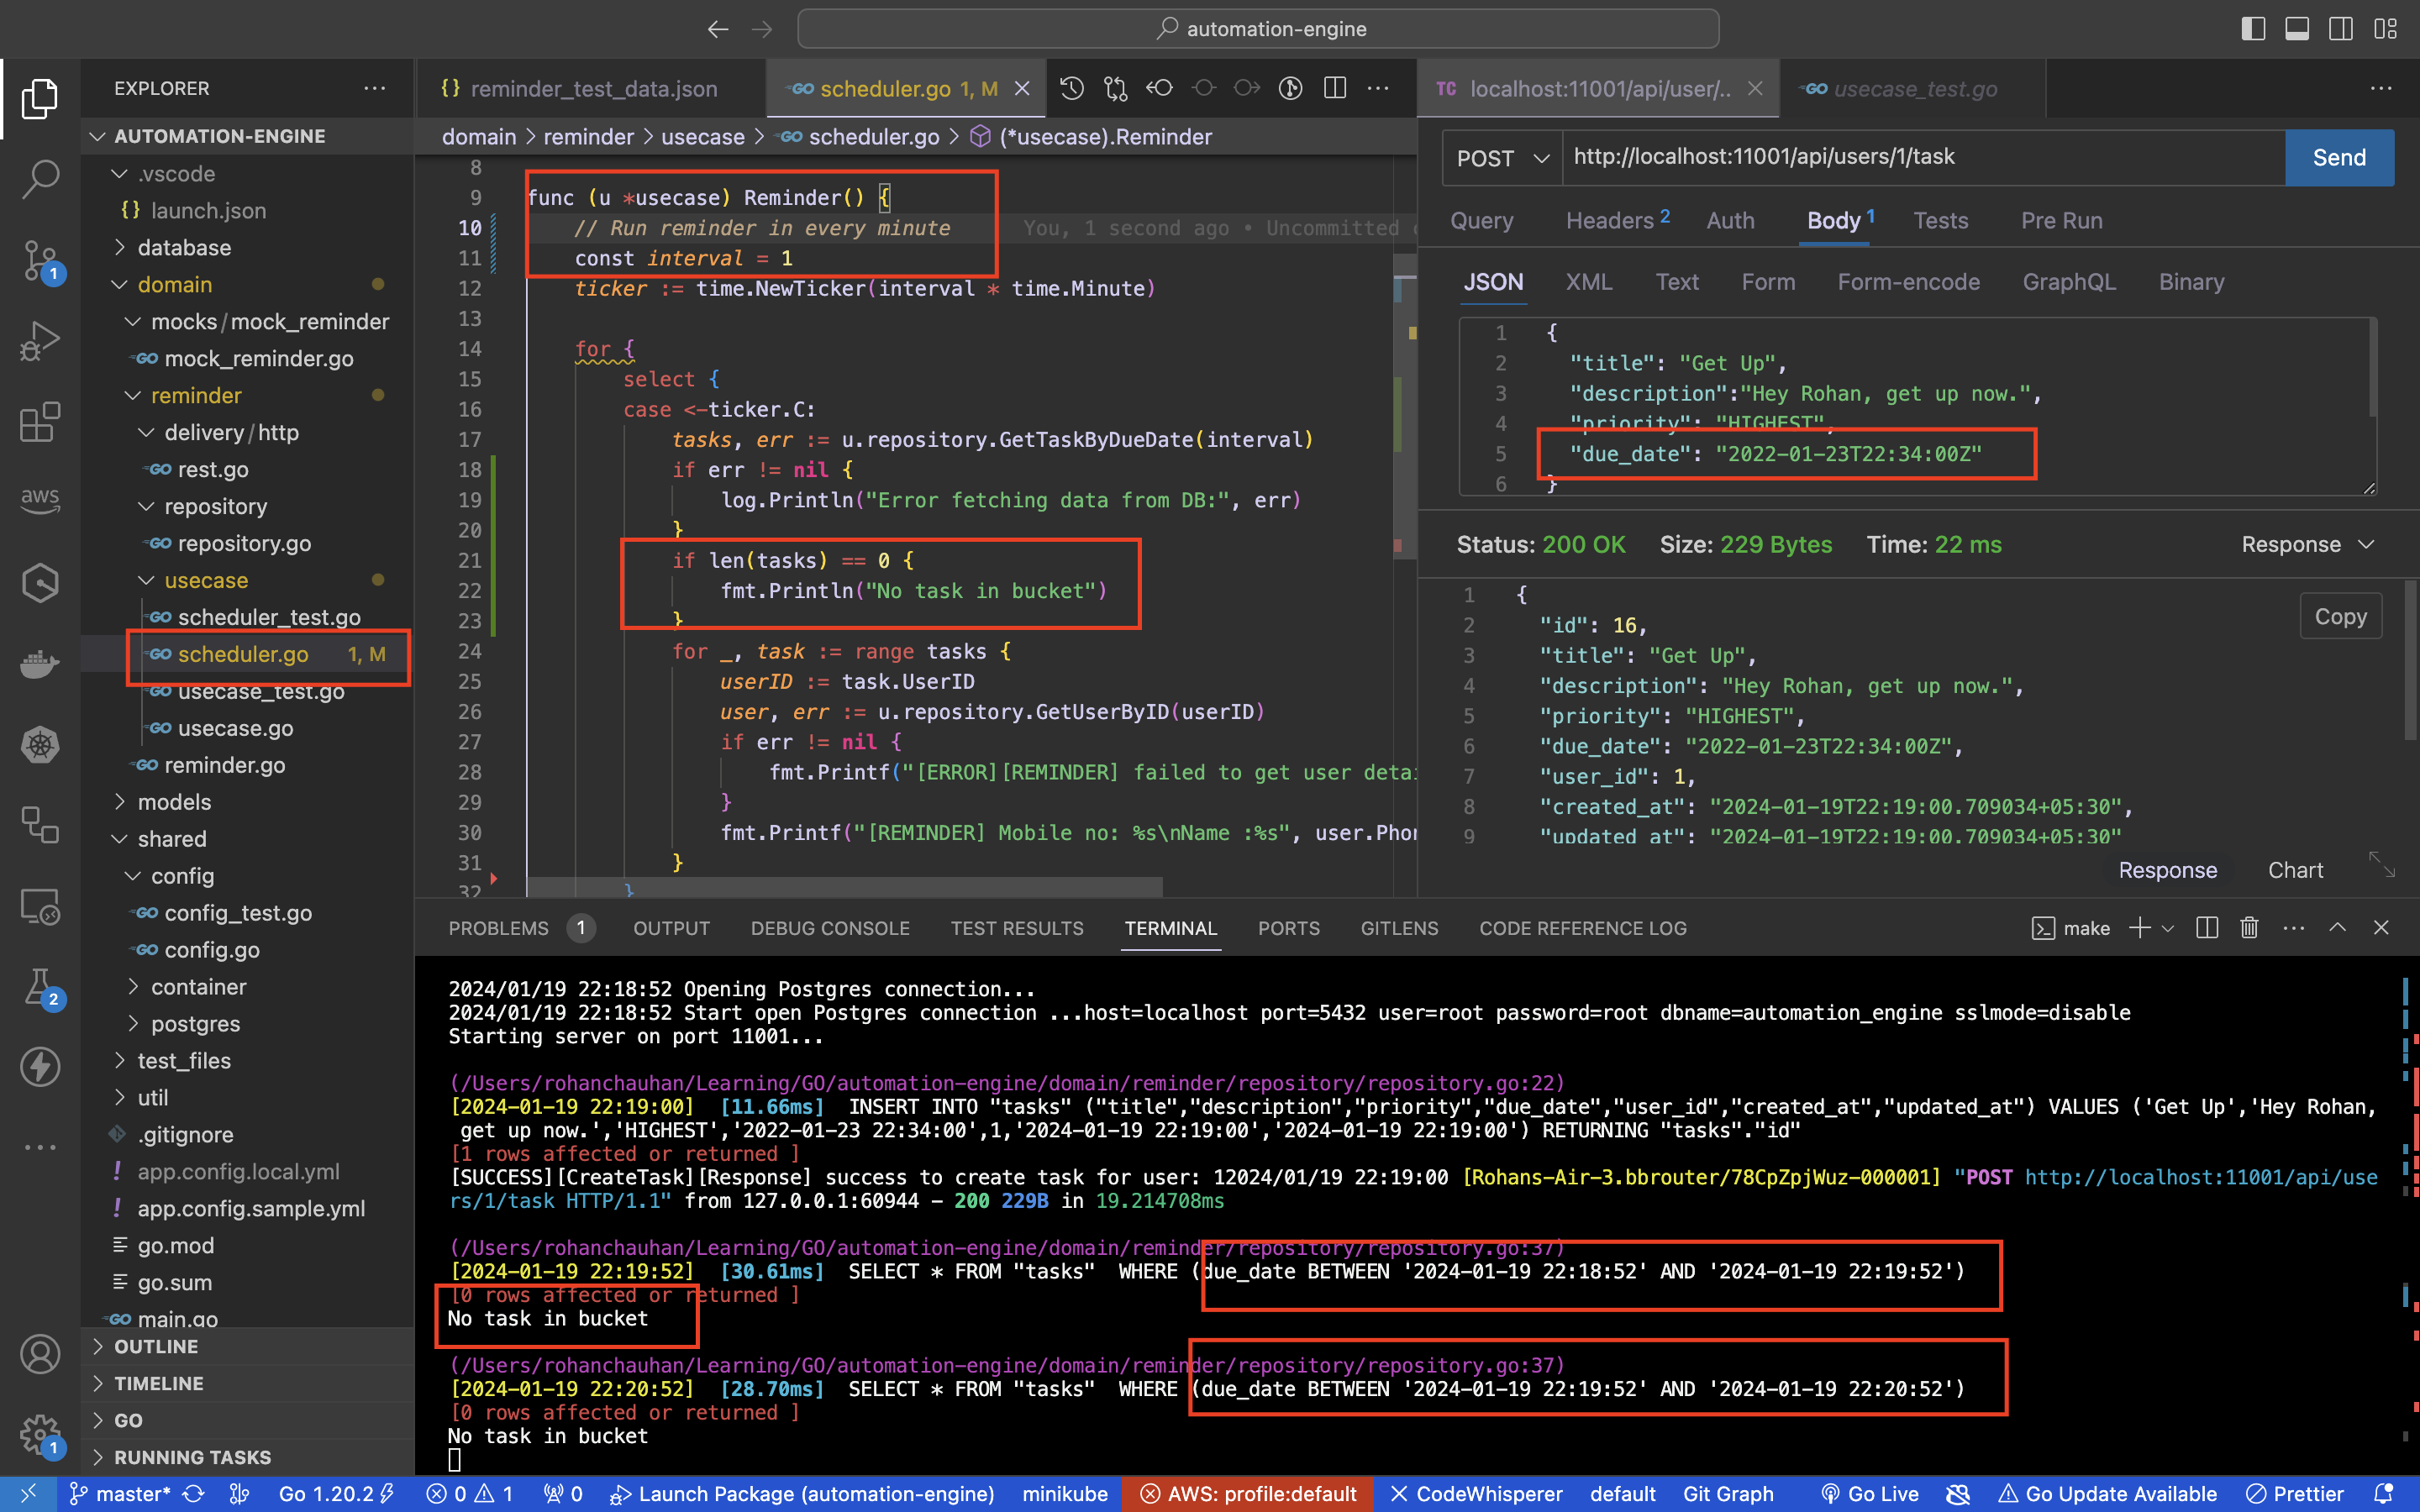 automation-engine
EXPLORER
AUTOMATION-ENGINE
.vscode
{} launch.json
database
domain
mocks/mock_reminder
mock_reminder.go
reminder
delivery/http
rest.go
repository
repository.go
usecase
scheduler_test.go
scheduler.go 1, M
usecase_test.go
usecase.go
reminder.go
models
shared
config
config_test.go
config.go
container
postgres
test_files
util
.gitignore
! app.config.local.yml
! app.config.sample.yml
go.mod
go.sum
main.go
OUTLINE
TIMELINE
GO
RUNNING TASKS
aws
1
2
1
{} reminder_test_data.json
scheduler.go 1, M
domain > reminder > usecase > scheduler.go > (*usecase).Reminder
8
9 func (u *usecase) Reminder() {
10 // Run reminder in every minute You, 1 second ago • Uncommitted
11 const interval = 1
12 ticker := time.NewTicker(interval * time.Minute)
13
14 for {
15 select {
16 case <-ticker.C:
17 tasks, err := u.repository.GetTaskByDueDate(interval)
18 if err != nil {
19 log.Println("Error fetching data from DB:", err)
20 }
21 if len(tasks) == 0 {
22 fmt.Println("No task in bucket")
23 }
24 for _, task := range tasks {
25 userID := task.UserID
26 user, err := u.repository.GetUserByID(userID)
27 if err != nil {
28 fmt.Printf("[ERROR][REMINDER] failed to get user detai
29 }
30 fmt.Printf("[REMINDER] Mobile no: %s\nName :%s", user.Phon
31 }
32 }
TC localhost:11001/api/user/..
usecase_test.go
POST http://localhost:11001/api/users/1/task Send
Query Headers 2 Auth Body 1 Tests Pre Run
JSON XML Text Form Form-encode GraphQL Binary
1 {
2 "title": "Get Up",
3 "description":"Hey Rohan, get up now.",
4 "priority": "HIGHEST",
5 "due_date": "2022-01-23T22:34:00Z"
6 }
Status: 200 OK Size: 229 Bytes Time: 22 ms Response
1 {
2 "id": 16,
3 "title": "Get Up",
4 "description": "Hey Rohan, get up now.",
5 "priority": "HIGHEST",
6 "due_date": "2022-01-23T22:34:00Z",
7 "user_id": 1,
8 "created_at": "2024-01-19T22:19:00.709034+05:30",
9 "updated_at": "2024-01-19T22:19:00.709034+05:30"
Copy
Response Chart
PROBLEMS 1 OUTPUT DEBUG CONSOLE TEST RESULTS TERMINAL PORTS GITLENS CODE REFERENCE LOG
make
2024/01/19 22:18:52 Opening Postgres connection...
2024/01/19 22:18:52 Start open Postgres connection ...host=localhost port=5432 user=root password=root dbname=automation_engine sslmode=disable
Starting server on port 11001...
(/Users/rohanchauhan/Learning/GO/automation-engine/domain/reminder/repository/repository.go:22)
[2024-01-19 22:19:00] [11.66ms] INSERT INTO "tasks" ("title","description","priority","due_date","user_id","created_at","updated_at") VALUES ('Get Up','Hey Rohan,
get up now.','HIGHEST','2022-01-23 22:34:00',1,'2024-01-19 22:19:00','2024-01-19 22:19:00') RETURNING "tasks"."id"
[1 rows affected or returned ]
[SUCCESS][CreateTask][Response] success to create task for user: 12024/01/19 22:19:00 [Rohans-Air-3.bbrouter/78CpZpjWuz-000001] "POST http://localhost:11001/api/use
rs/1/task HTTP/1.1" from 127.0.0.1:60944 - 200 229B in 19.214708ms
(/Users/rohanchauhan/Learning/GO/automation-engine/domain/reminder/repository/repository.go:37)
[2024-01-19 22:19:52] [30.61ms] SELECT * FROM "tasks" WHERE (due_date BETWEEN '2024-01-19 22:18:52' AND '2024-01-19 22:19:52')
[0 rows affected or returned ]
No task in bucket
(/Users/rohanchauhan/Learning/GO/automation-engine/domain/reminder/repository/repository.go:37)
[2024-01-19 22:20:52] [28.70ms] SELECT * FROM "tasks" WHERE (due_date BETWEEN '2024-01-19 22:19:52' AND '2024-01-19 22:20:52')
[0 rows affected or returned ]
No task in bucket
master* Go 1.20.2 0 1 0 Launch Package (automation-engine) minikube AWS: profile:default CodeWhisperer default Git Graph Go Live Go Update Available Prettier